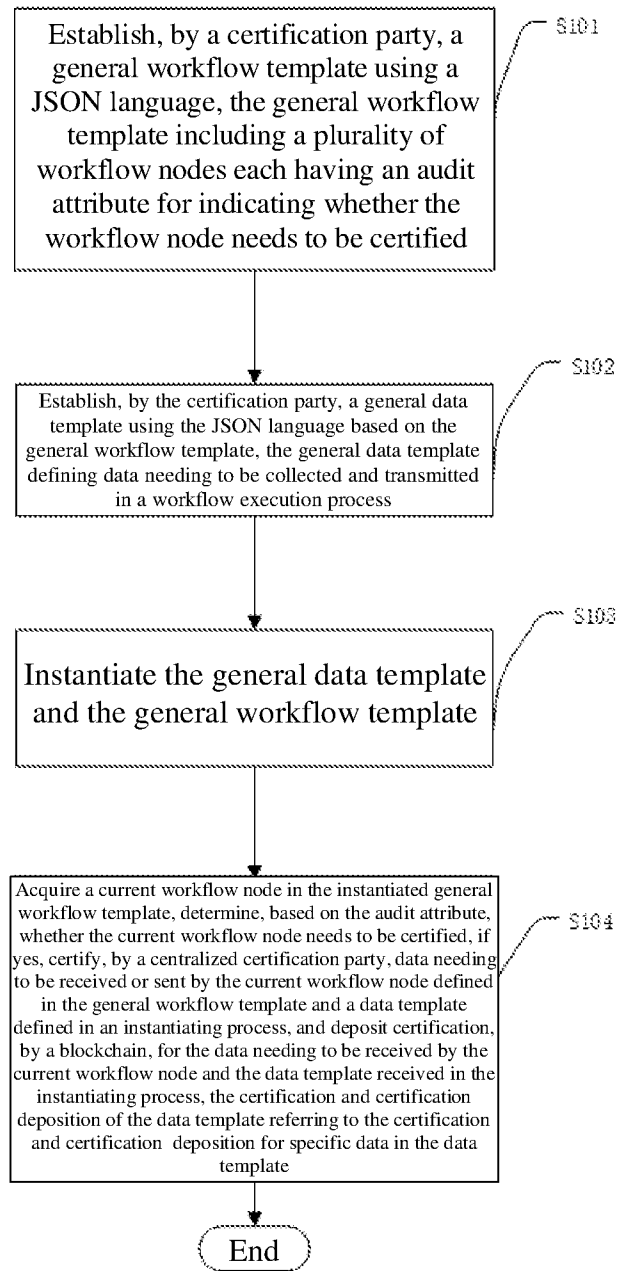 Establish, by a certification party, a
general workflow template using a
JSON language, the general workflow
template including a plurality of
workflow nodes each having an audit
attribute for indicating whether the
workflow node needs to be certified
S101
Establish, by the certification party, a general data
template using the JSON language based on the
general workflow template, the general data template
defining data needing to be collected and transmitted
in a workflow execution process
S102
Instantiate the general data template
and the general workflow template
S103
Acquire a current workflow node in the instantiated general
workflow template, determine, based on the audit attribute,
whether the current workflow node needs to be certified, if
yes, certify, by a centralized certification party, data needing
to be received or sent by the current workflow node defined
in the general workflow template and a data template
defined in an instantiating process, and deposit certification,
by a blockchain, for the data needing to be received by the
current workflow node and the data template received in the
instantiating process, the certification and certification
deposition of the data template referring to the certification
and certification deposition for specific data in the data
template
S104
End